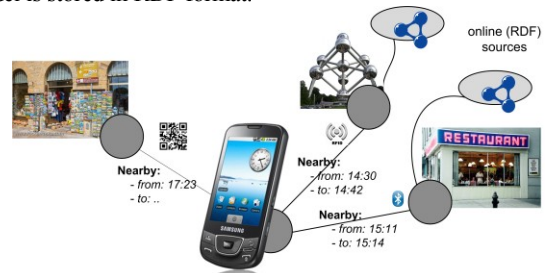 online (RDF)
sources
RFID
RESTAURANT
Nearby:
- from: 17:23
- to: ..
Nearby:
- from: 14:30
- to: 14:42
Nearby:
- from: 15:11
- to: 15:14
SAMSUNG